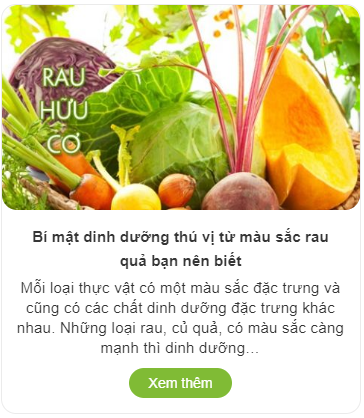 RAU
HỮU
CƠ
Bí mật dinh dưỡng thú vị từ màu sắc rau
quả bạn nên biết
Mỗi loại thực vật có một màu sắc đặc trưng và
cũng có các chất dinh dưỡng đặc trưng khác
nhau. Những loại rau, củ quả, có màu sắc càng
mạnh thì dinh dưỡng...
Xem thêm